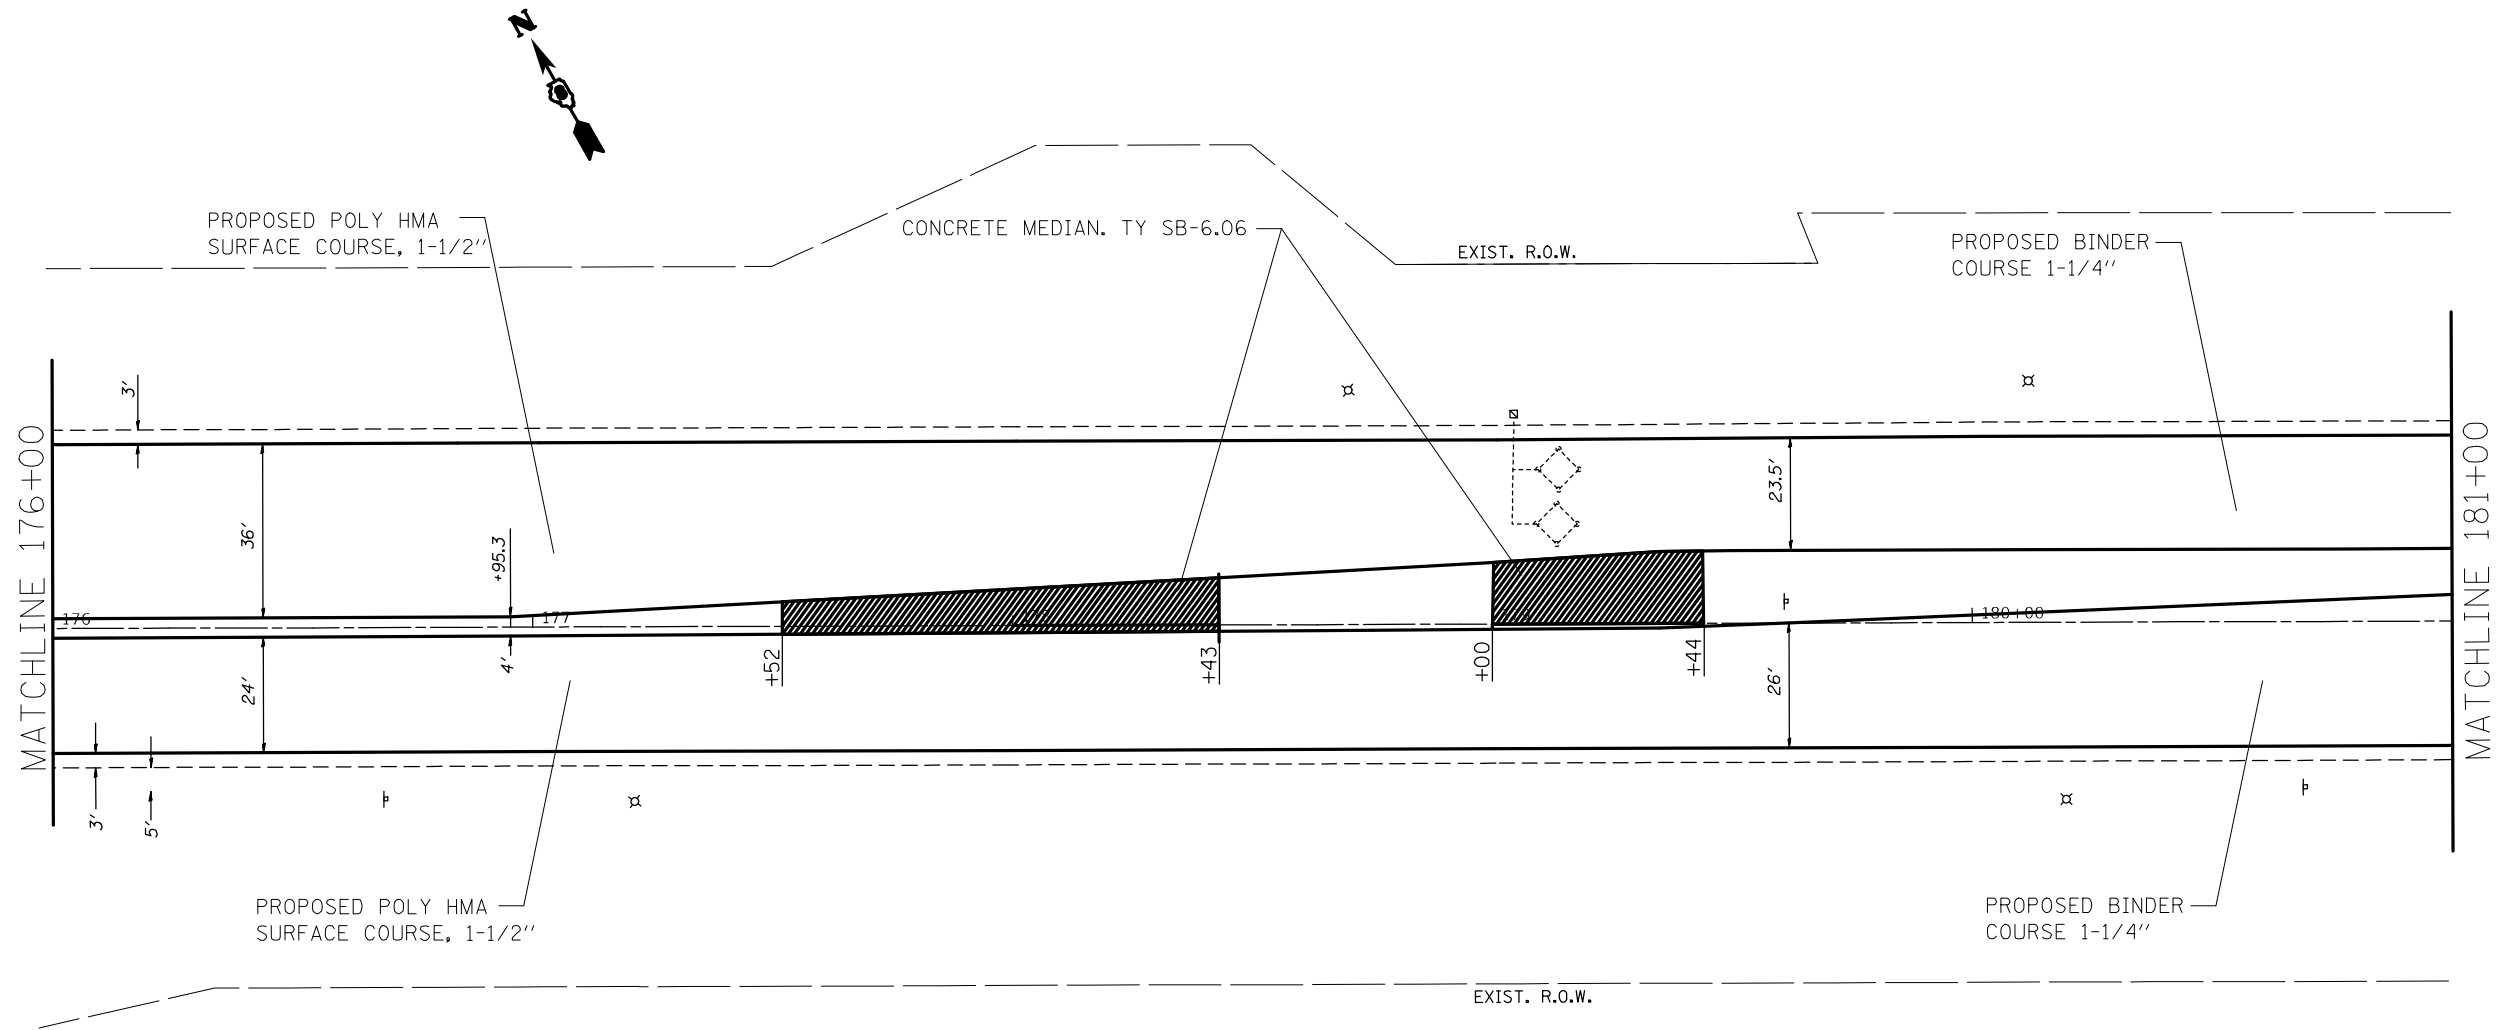 N
PROPOSED POLY HMA
SURFACE COURSE, 1-1/2"
CONCRETE MEDIAN. TY SB-6.06
EXIST. R.O.W.
PROPOSED BINDER
COURSE 1-1/4"
MATCHLINE 176+00
MATCHLINE 181+00
3'
36'
+95.3
23.5'
176
177
180+00
4'
+52
+43
+00
+44
24'
26'
3'
5'
PROPOSED POLY HMA
SURFACE COURSE, 1-1/2"
PROPOSED BINDER
COURSE 1-1/4"
EXIST. R.O.W.